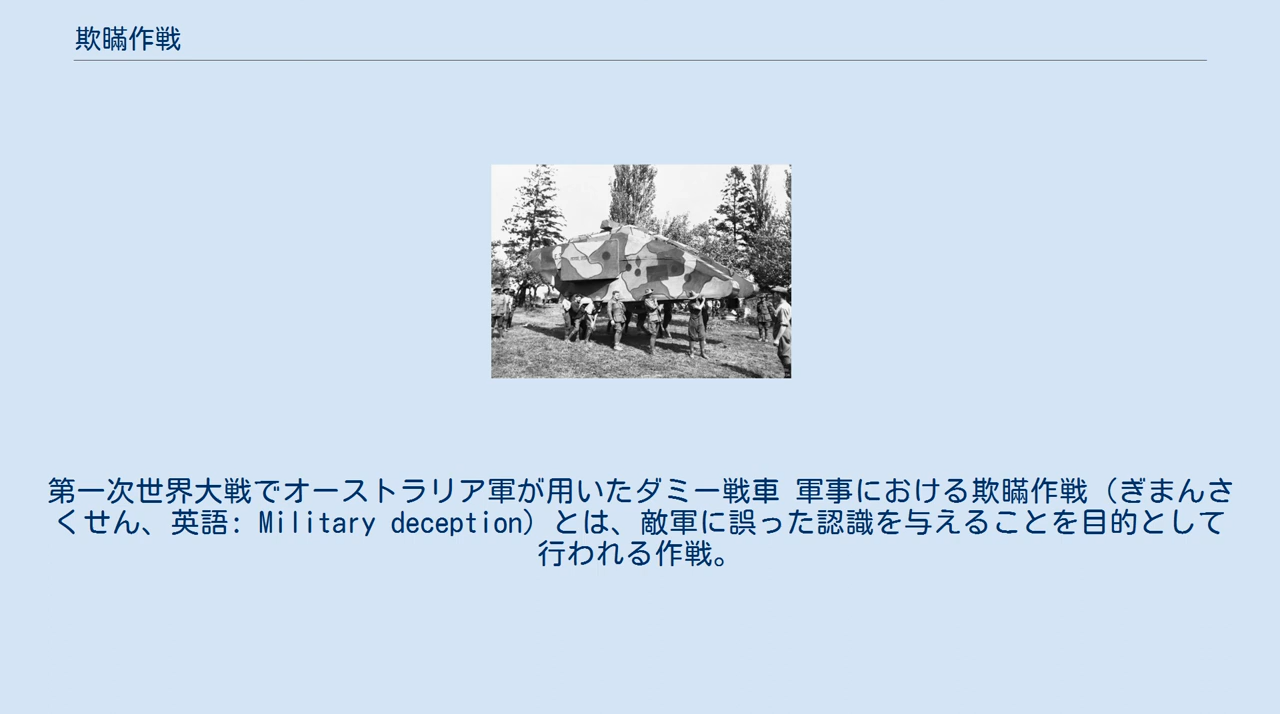 欺瞞作戦
第一次世界大戦でオーストラリア軍が用いたダミー戦車 軍事における欺瞞作戦（ぎまんさ
くせん、英語: Military deception）とは、敵軍に誤った認識を与えることを目的として
行われる作戦。